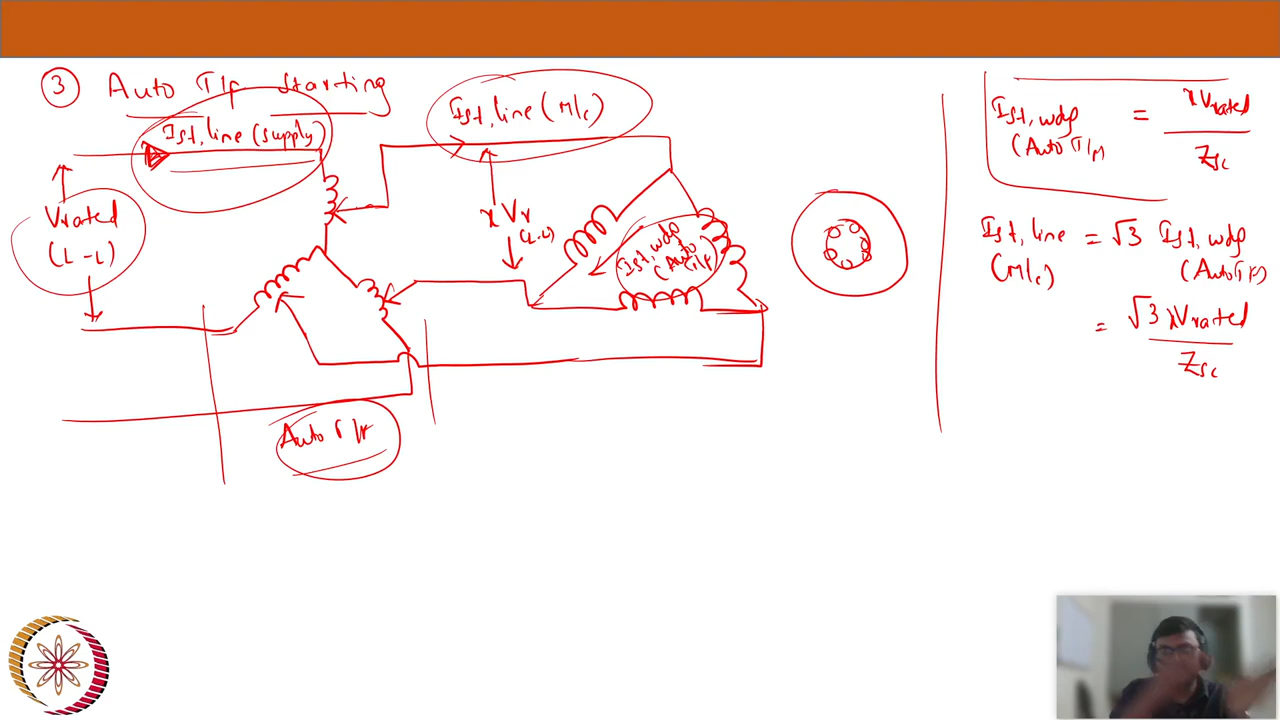 3 Auto T/F Starting
Ist, line (supply)
Ist, line (M/c)
Vrated
(L-L)
x Vr
(L-L)
Ist, wdg
(Auto
T/F)
Auto T/F
Ist, wdg = xVrated
(Auto T/F) Zsc
Ist, line = √3 Ist, wdg
(M/c) (Auto T/F)
= √3 xVrated
Zsc